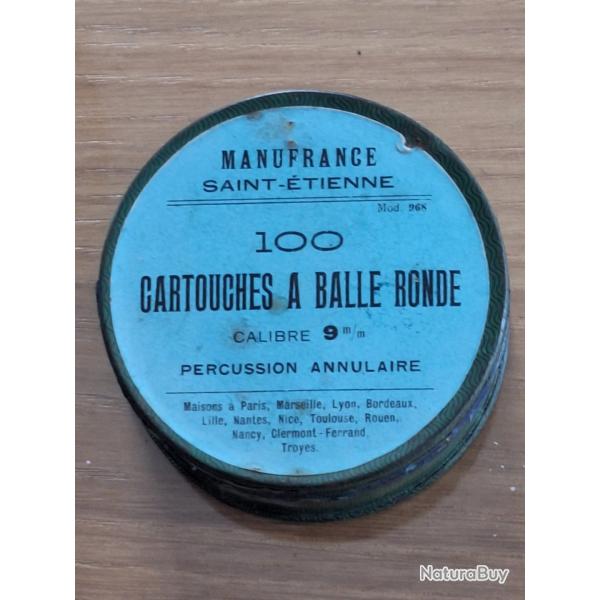 MANUFRANCE
SAINT-ÉTIENNE
Mod. 968
100
CARTOUCHES A BALLE RONDE
CALIBRE 9 m/m
PERCUSSION ANNULAIRE
Maisons à Paris, Marseille, Lyon, Bordeaux,
Lille, Nantes, Nice, Toulouse, Rouen,
Nancy, Clermont-Ferrand,
Troyes.
NaturaBuy